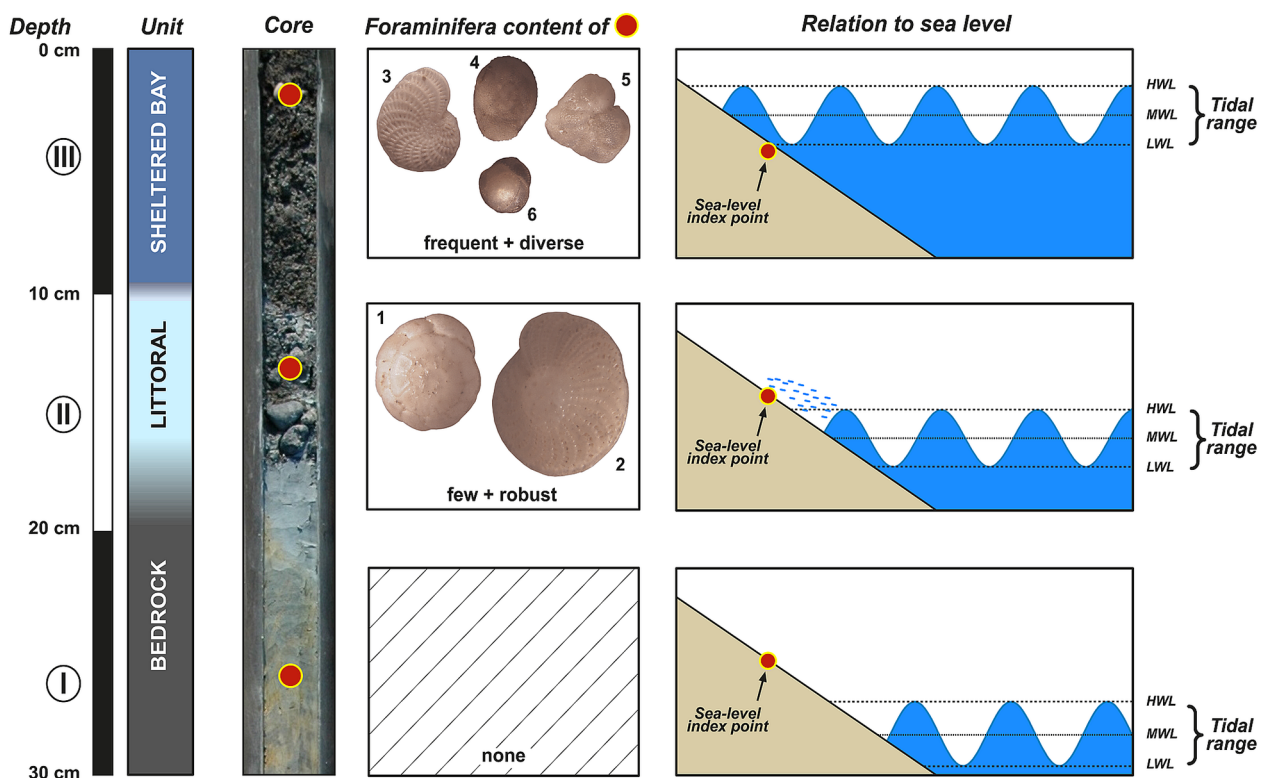 Depth
Unit
Core
Foraminifera content of
Relation to sea level
0 cm
10 cm
20 cm
30 cm
III
II
I
SHELTERED BAY
LITTORAL
BEDROCK
3
4
5
6
frequent + diverse
HWL
MWL
LWL
Tidal
range
Sea-level
index point
1
2
few + robust
HWL
MWL
LWL
Tidal
range
Sea-level
index point
none
HWL
MWL
LWL
Tidal
range
Sea-level
index point